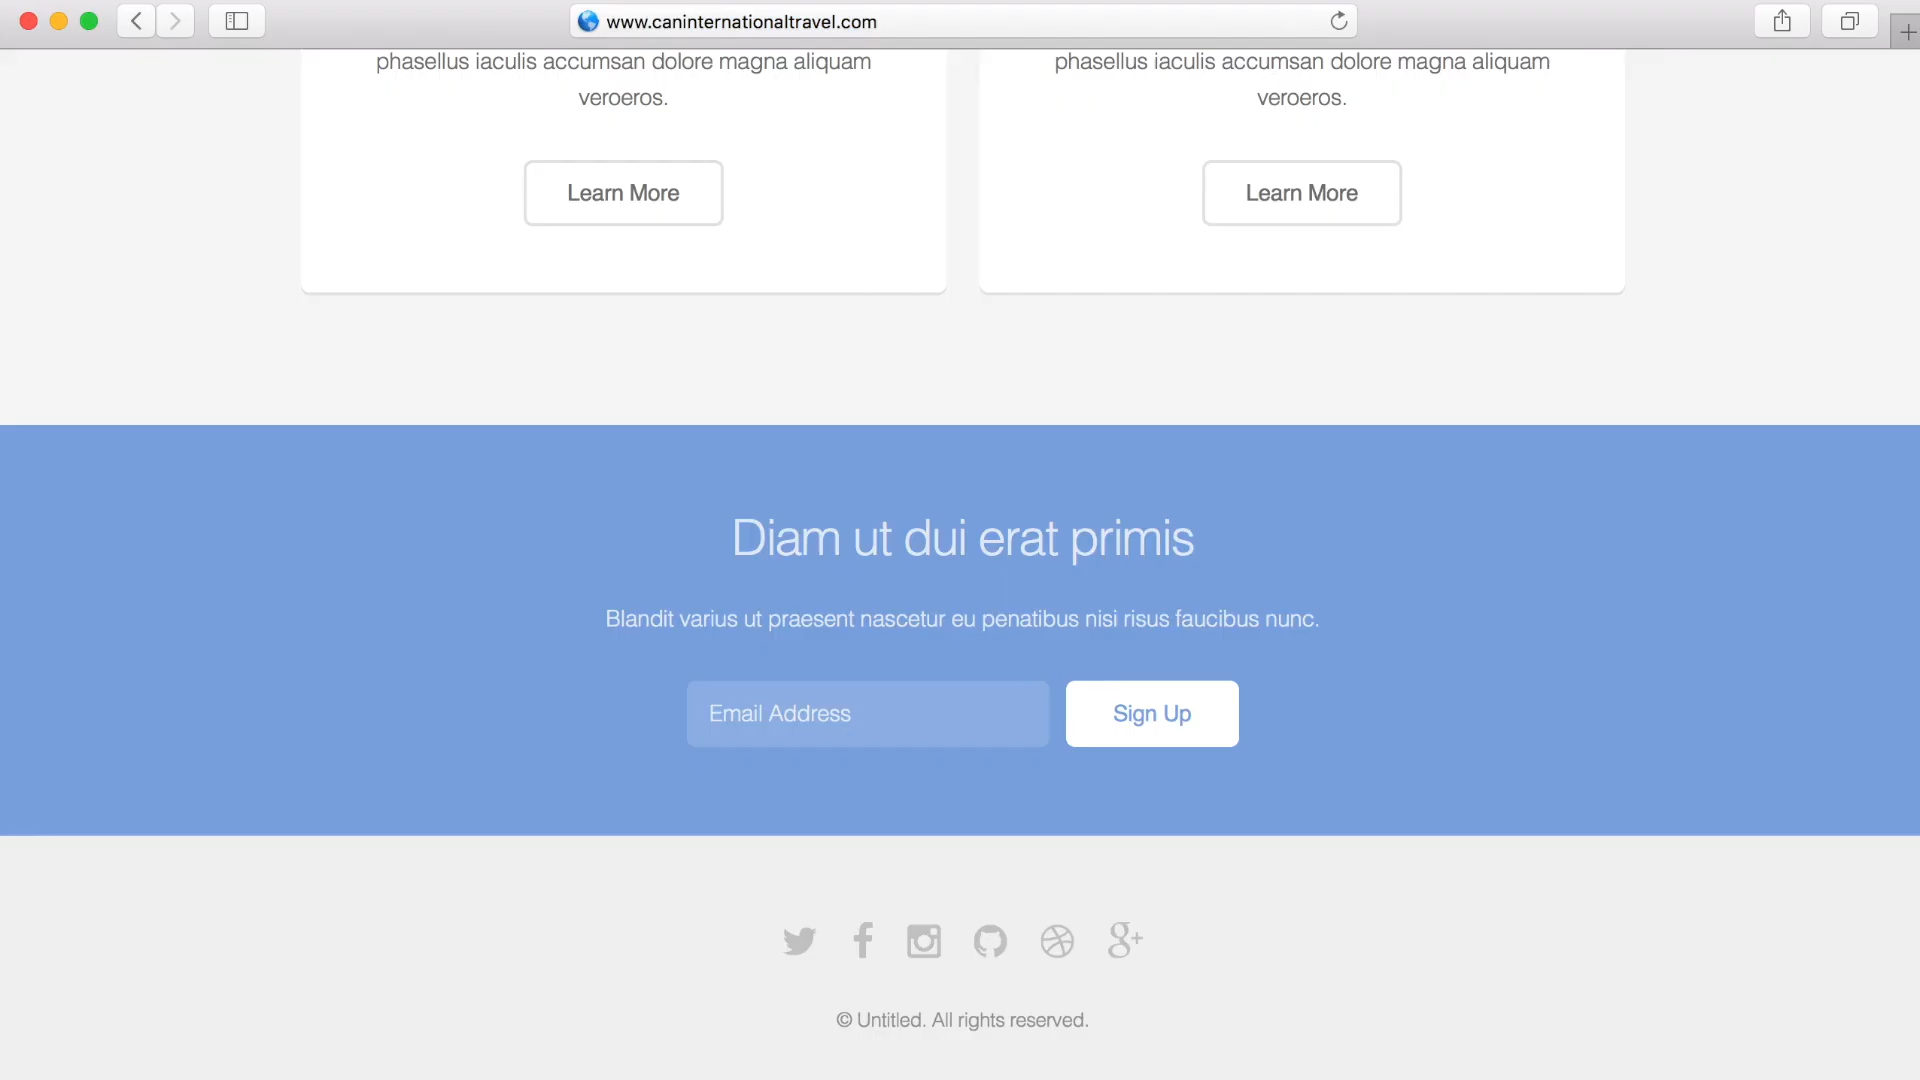 www.caninternationaltravel.com
phasellus iaculis accumsan dolore magna aliquam
veroeros.
Learn More
phasellus iaculis accumsan dolore magna aliquam
veroeros.
Learn More
Diam ut dui erat primis
Blandit varius ut praesent nascetur eu penatibus nisi risus faucibus nunc.
Email Address
Sign Up
© Untitled. All rights reserved.